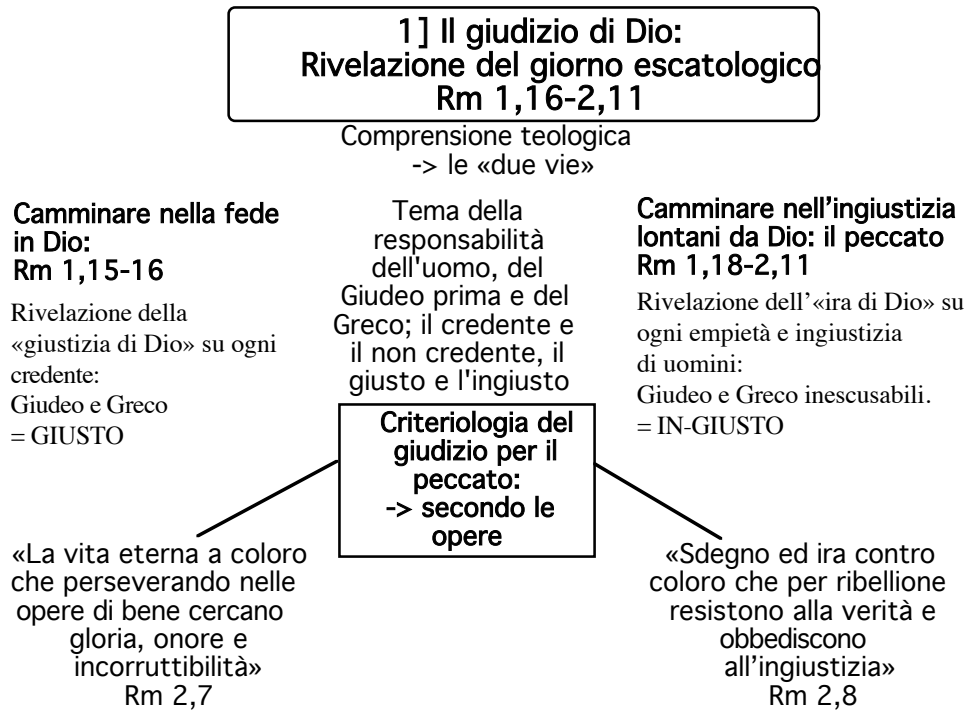 1] Il giudizio di Dio:
Rivelazione del giorno escatologico
Rm 1,16-2,11
Comprensione teologica
-> le «due vie»
Camminare nella fede
in Dio:
Rm 1,15-16
Rivelazione della
«giustizia di Dio» su ogni
credente:
Giudeo e Greco
= GIUSTO
Tema della
responsabilità
dell'uomo, del
Giudeo prima e del
Greco; il credente e
il non credente, il
giusto e l'ingiusto
Camminare nell’ingiustizia
lontani da Dio: il peccato
Rm 1,18-2,11
Rivelazione dell’«ira di Dio» su
ogni empietà e ingiustizia
di uomini:
Giudeo e Greco inescusabili.
= IN-GIUSTO
Criteriologia del
giudizio per il
peccato:
-> secondo le
opere
«La vita eterna a coloro
che perseverando nelle
opere di bene cercano
gloria, onore e
incorruttibilità»
Rm 2,7
«Sdegno ed ira contro
coloro che per ribellione
resistono alla verità e
obbediscono
all’ingiustizia»
Rm 2,8